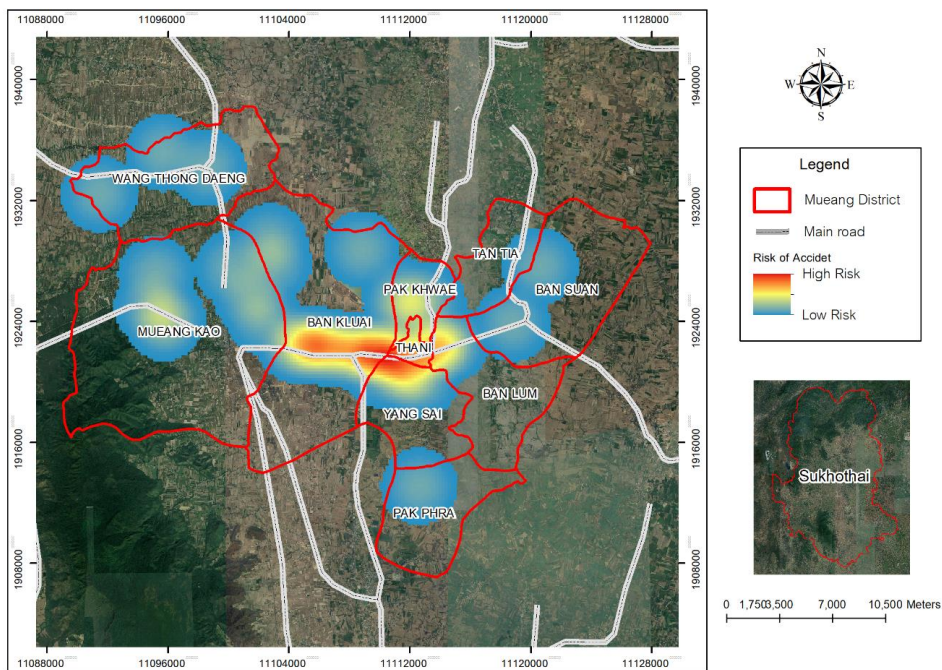 11088000 11096000 11104000 11112000 11120000 11128000
N
W E
S
1940000 1940000
Legend
Mueang District
Main road
Risk of Accidet
High Risk
Low Risk
WANG THONG DAENG
1932000 1932000
TAN TIA
PAK KHWAE
BAN SUAN
1924000 1924000
BAN KLUAI
MUEANG KAO
THANI
BAN LUM
YANG SAI
1916000 1916000
Sukhothai
PAK PHRA
1908000 1908000
0 1,7503,500 7,000 10,500 Meters
11088000 11096000 11104000 11112000 11120000 11128000